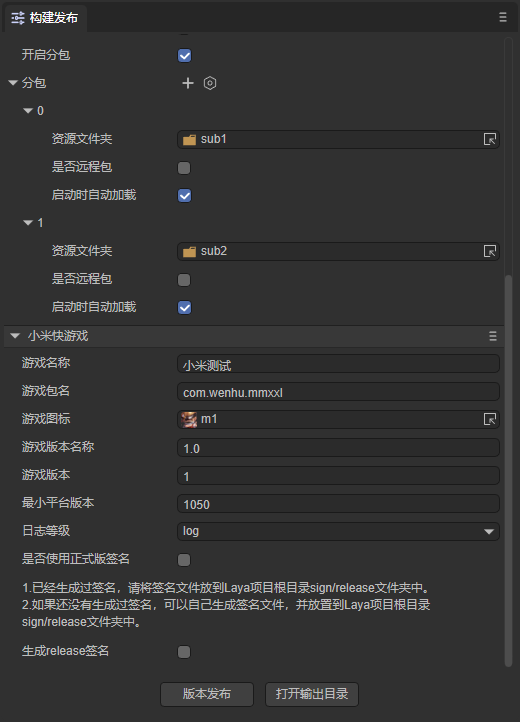 构建发布
开启分包
分包
0
资源文件夹 sub1
是否远程包
启动时自动加载
1
资源文件夹 sub2
是否远程包
启动时自动加载
小米快游戏
游戏名称 小米测试
游戏包名 com.wenhu.mmxxl
游戏图标 m1
游戏版本名称 1.0
游戏版本 1
最小平台版本 1050
日志等级 log
是否使用正式版签名
1.已经生成过签名，请将签名文件放到Laya项目根目录sign/release文件夹中。
2.如果还没有生成过签名，可以自己生成签名文件，并放置到Laya项目根目录
sign/release文件夹中。
生成release签名
版本发布 打开输出目录